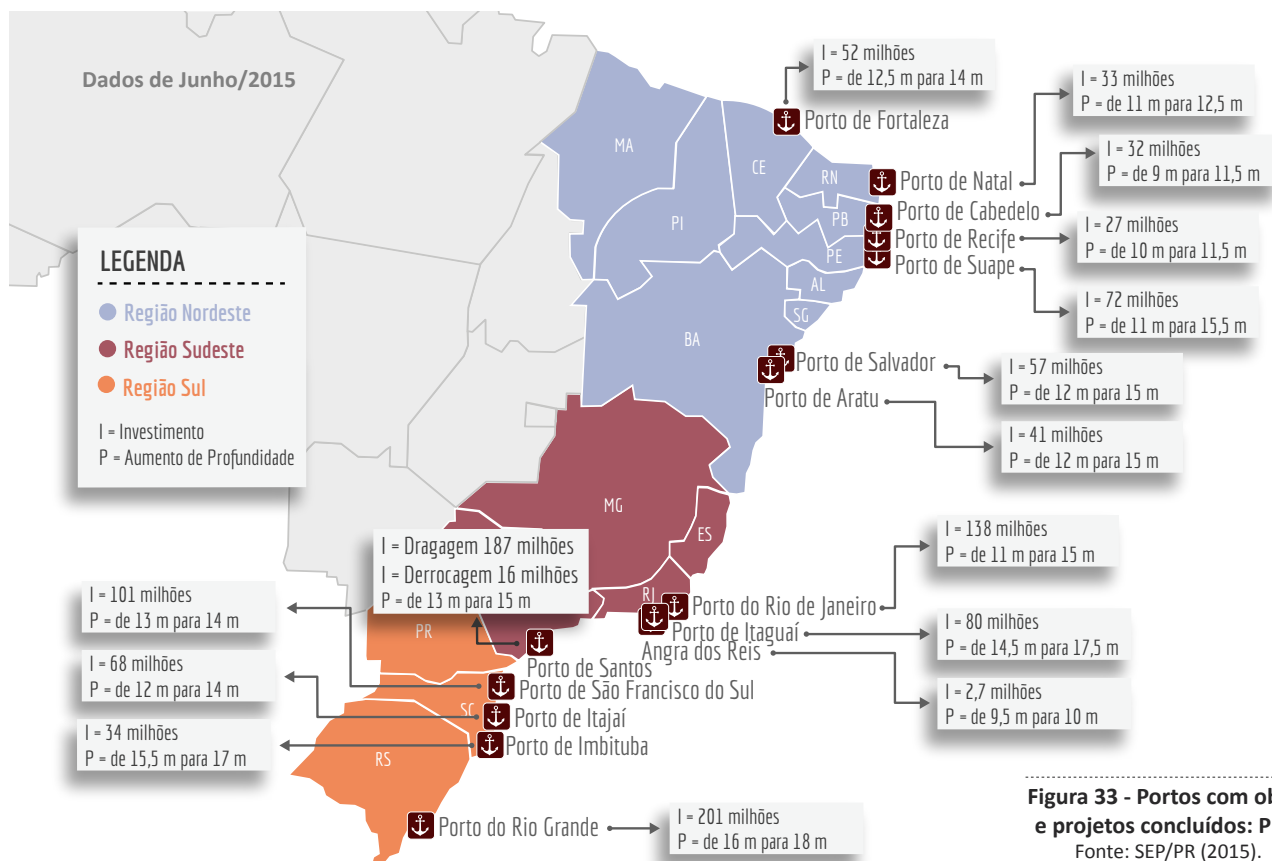 Dados de Junho/2015
I = 52 milhões
P = de 12,5 m para 14 m
Porto de Fortaleza
I = 33 milhões
P = de 11 m para 12,5 m
Porto de Natal
I = 32 milhões
P = de 9 m para 11,5 m
Porto de Cabedelo
I = 27 milhões
P = de 10 m para 11,5 m
Porto de Recife
I = 72 milhões
P = de 11 m para 15,5 m
Porto de Suape
MA
PI
CE
RN
PB
PE
AL
SG
BA
LEGENDA
Região Nordeste
Região Sudeste
Região Sul
I = Investimento
P = Aumento de Profundidade
Porto de Salvador
I = 57 milhões
P = de 12 m para 15 m
Porto de Aratu
I = 41 milhões
P = de 12 m para 15 m
MG
ES
RJ
I = Dragagem 187 milhões
I = Derrocagem 16 milhões
P = de 13 m para 15 m
Porto de Santos
I = 138 milhões
P = de 11 m para 15 m
Porto do Rio de Janeiro
I = 80 milhões
P = de 14,5 m para 17,5 m
Porto de Itaguaí
Angra dos Reis
I = 2,7 milhões
P = de 9,5 m para 10 m
I = 101 milhões
P = de 13 m para 14 m
PR
Porto de São Francisco do Sul
I = 68 milhões
P = de 12 m para 14 m
SC
Porto de Itajaí
I = 34 milhões
P = de 15,5 m para 17 m
Porto de Imbituba
RS
Porto do Rio Grande
I = 201 milhões
P = de 16 m para 18 m
Figura 33 - Portos com
e projetos concluídos:
Fonte: SEP/PR (2015).